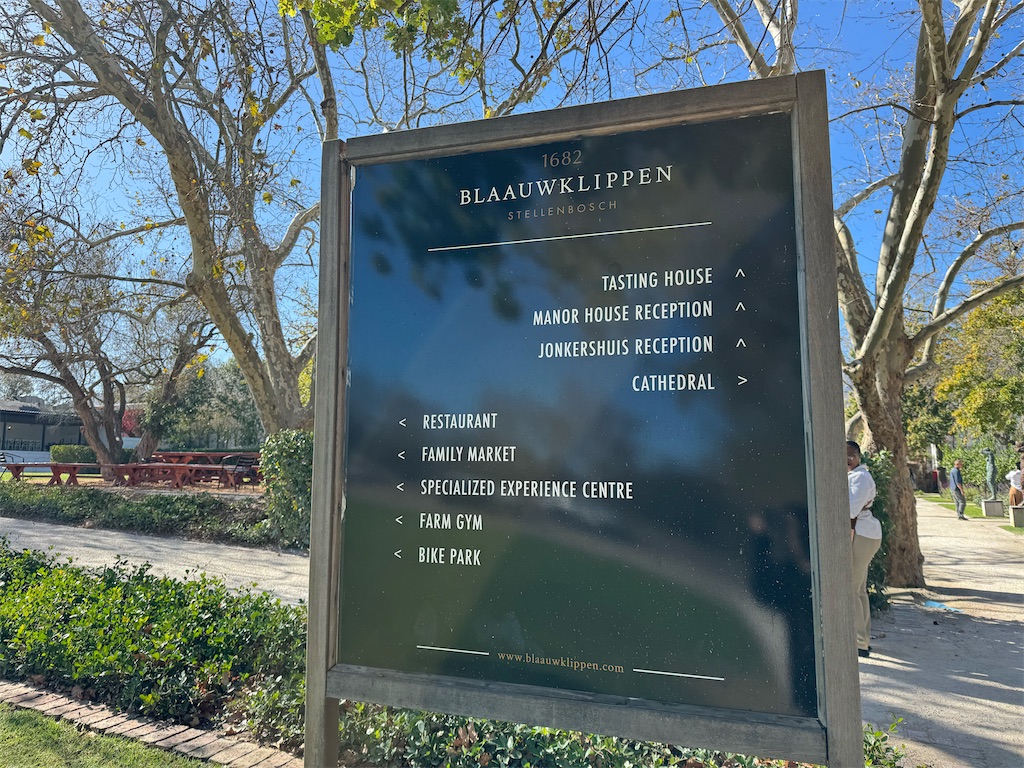 1682
BLAAUWKLIPPEN
STELLENBOSCH
TASTING HOUSE ^
MANOR HOUSE RECEPTION ^
JONKERSHUIS RECEPTION ^
CATHEDRAL >
< RESTAURANT
< FAMILY MARKET
< SPECIALIZED EXPERIENCE CENTRE
< FARM GYM
< BIKE PARK
www.blaauwklippen.com